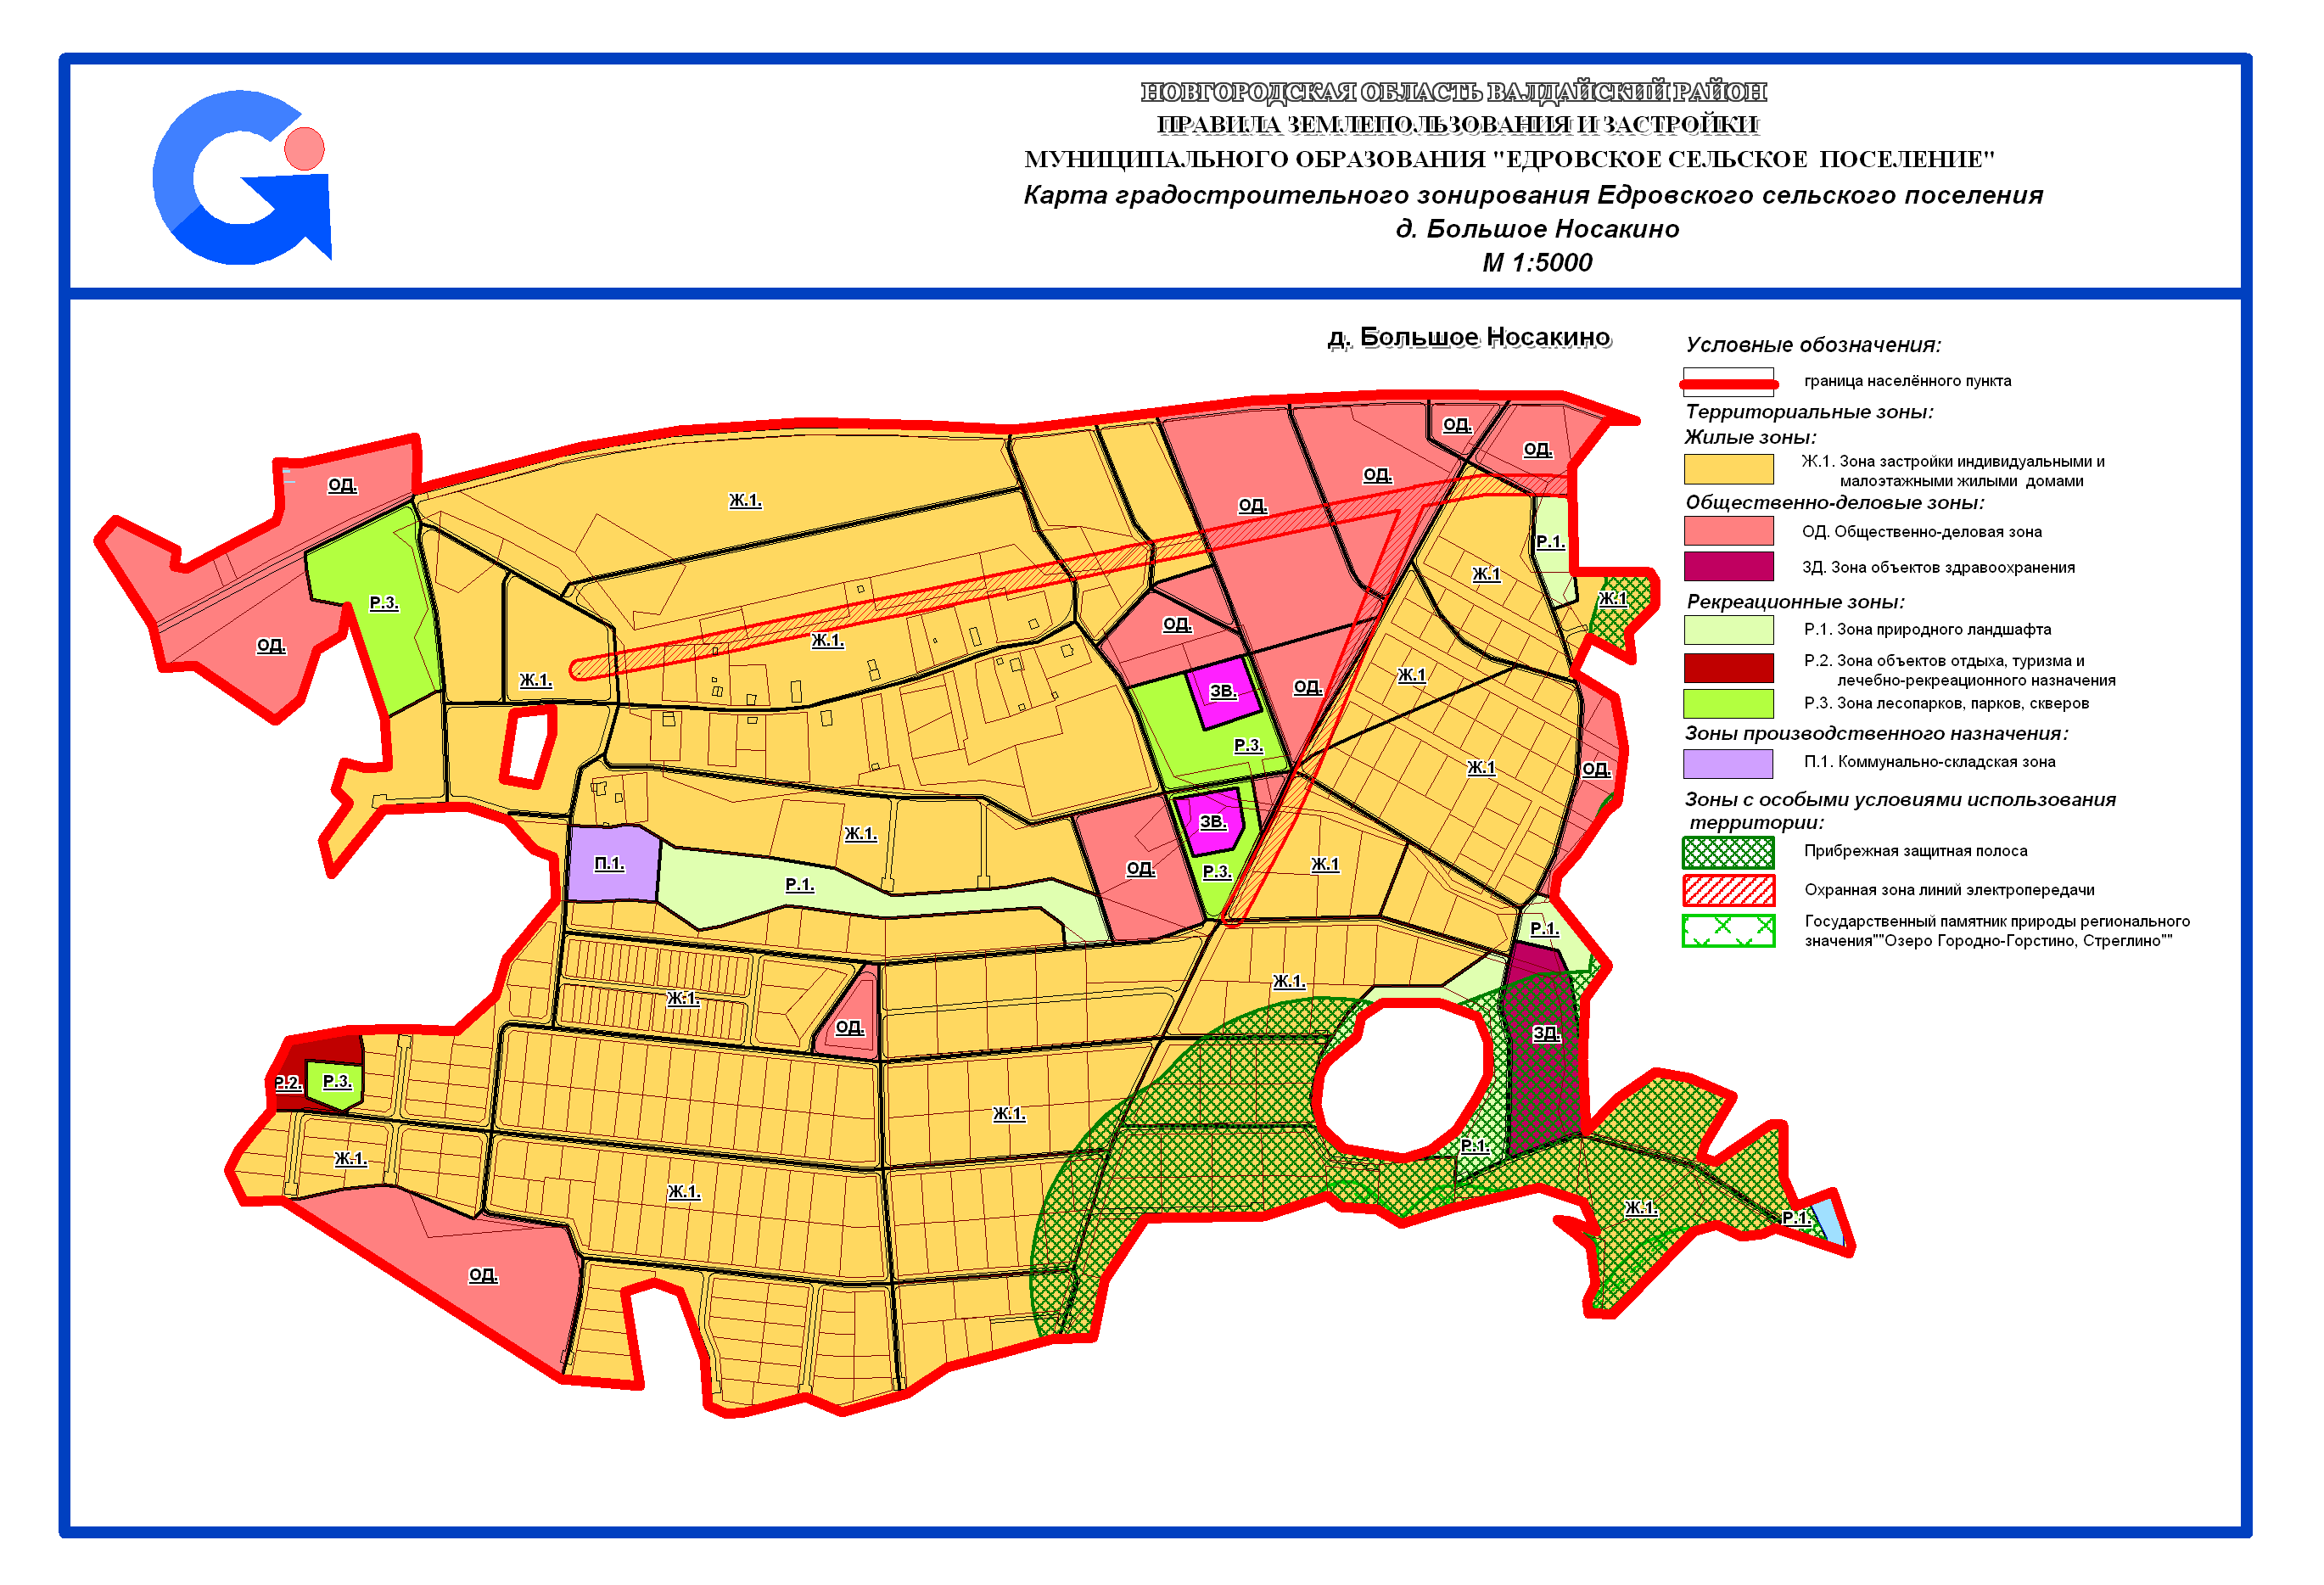 НОВГОРОДСКАЯ ОБЛАСТЬ ВАЛДАЙСКИЙ РАЙОН
ПРАВИЛА ЗЕМЛЕПОЛЬЗОВАНИЯ И ЗАСТРОЙКИ
МУНИЦИПАЛЬНОГО ОБРАЗОВАНИЯ "ЕДРОВСКОЕ СЕЛЬСКОЕ ПОСЕЛЕНИЕ"
Карта градостроительного зонирования Едровского сельского поселения
д. Большое Носакино
М 1:5000
д. Большое Носакино
Условные обозначения:
граница населённого пункта
Территориальные зоны:
Жилые зоны:
Ж.1. Зона застройки индивидуальными и
малоэтажными жилыми домами
Общественно-деловые зоны:
ОД. Общественно-деловая зона
ЗД. Зона объектов здравоохранения
Рекреационные зоны:
Р.1. Зона природного ландшафта
Р.2. Зона объектов отдыха, туризма и
лечебно-рекреационного назначения
Р.3. Зона лесопарков, парков, скверов
Зоны производственного назначения:
П.1. Коммунально-складская зона
Зоны с особыми условиями использования
территории:
Прибрежная защитная полоса
Охранная зона линий электропередачи
Государственный памятник природы регионального
значения""Озеро Городно-Горстино, Стреглино""
ОД.
ОД.
ОД.
ОД.
ОД.
Ж.1.
ОД.
Р.1.
Ж.1
Ж.1
Р.3.
ОД.
Ж.1.
ОД.
Ж.1
Ж.1.
ОД.
ЗВ.
Р.3.
Ж.1
ОД.
ЗВ.
Ж.1.
П.1.
Ж.1
ОД.
Р.3.
Р.1.
Р.1.
Ж.1.
Ж.1.
ОД.
ЗД.
Р.2.
Р.3.
Ж.1.
Р.1.
Ж.1.
Ж.1.
Ж.1.
Р.1.
ОД.